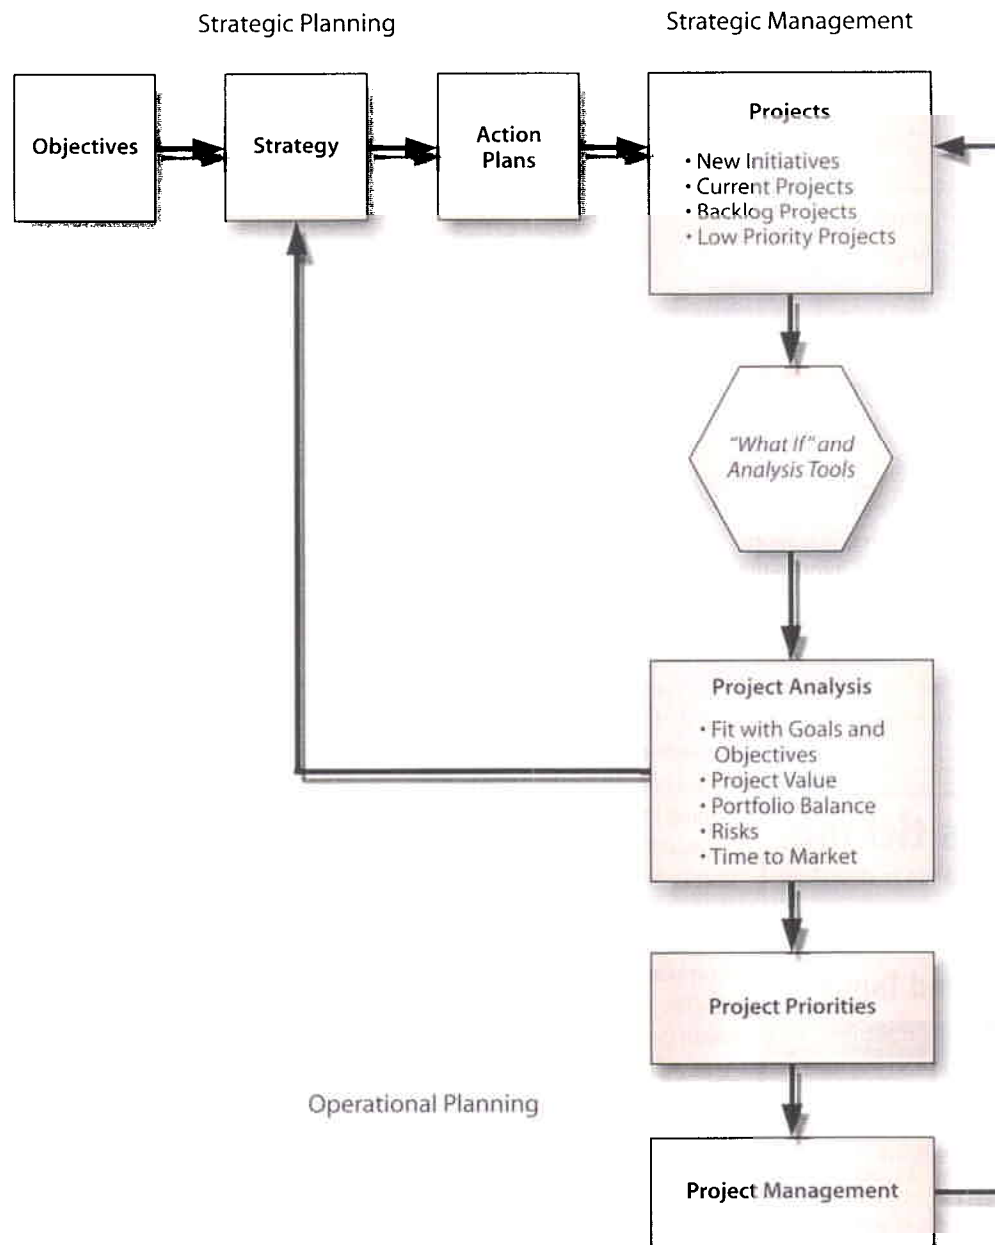 Strategic Planning
Strategic Management
Objectives
Strategy
Action
Plans
Projects
• New Initiatives
• Current Projects
• Backlog Projects
• Low Priority Projects
"What If" and
Analysis Tools
Project Analysis
• Fit with Goals and
Objectives
• Project Value
• Portfolio Balance
• Risks
• Time to Market
Project Priorities
Operational Planning
Project Management